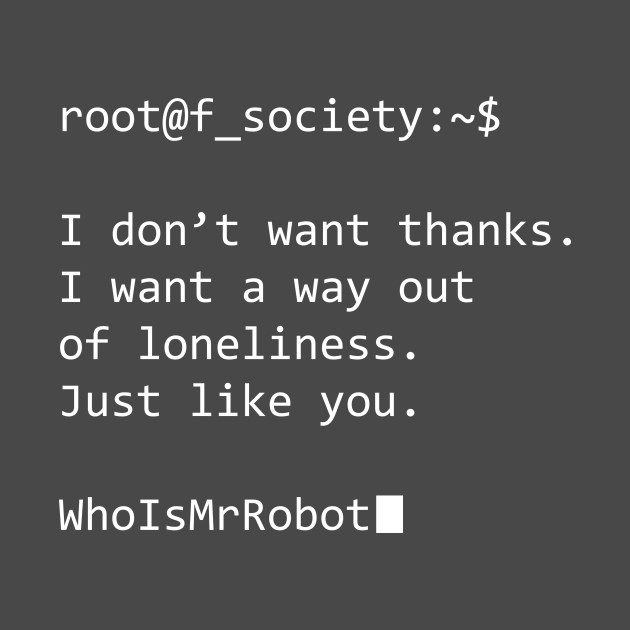 root@f_society:~$
I don’t want thanks.
I want a way out
of loneliness.
Just like you.
WhoIsMrRobot